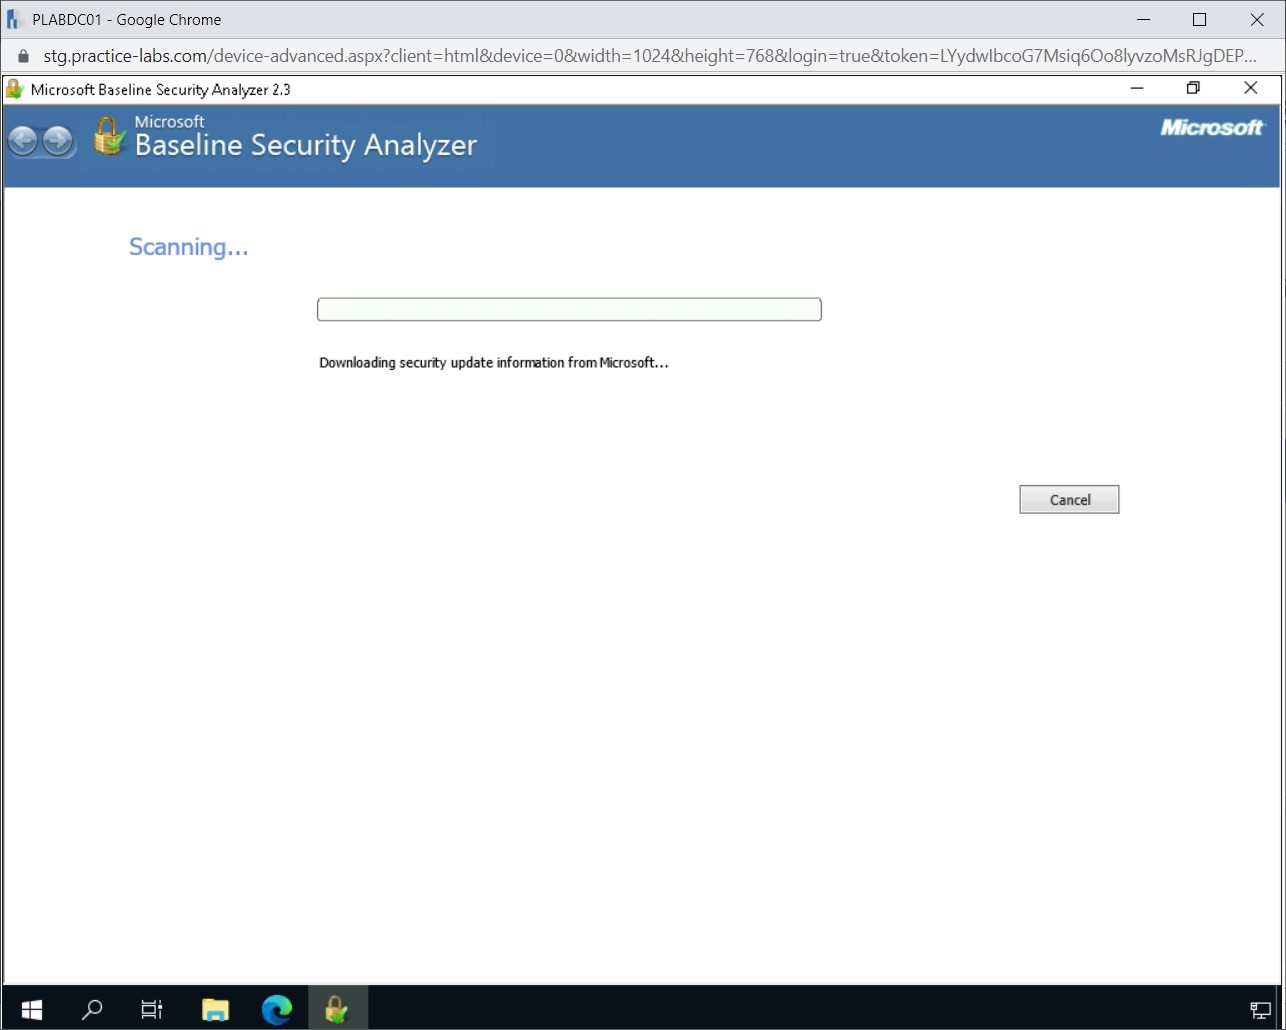 PLABDC01 - Google Chrome
stg.practice-labs.com/device-advanced.aspx?client=html&device=0&width=1024&height=768&login=true&token=LYydwIbcoG7Msiq6Oo8lyvzoMsRJgDEP...
Microsoft Baseline Security Analyzer 2.3
Microsoft
Baseline Security Analyzer
Microsoft
Scanning...
Downloading security update information from Microsoft...
Cancel